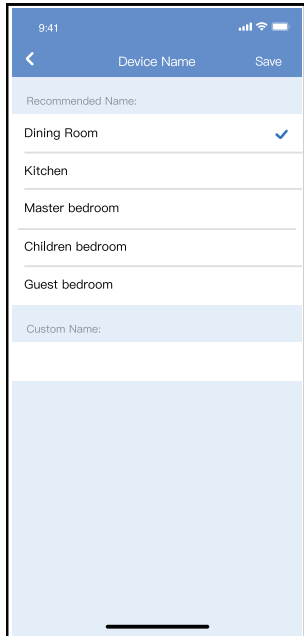 9:41
Device Name Save
Recommended Name:
Dining Room
Kitchen
Master bedroom
Children bedroom
Guest bedroom
Custom Name: